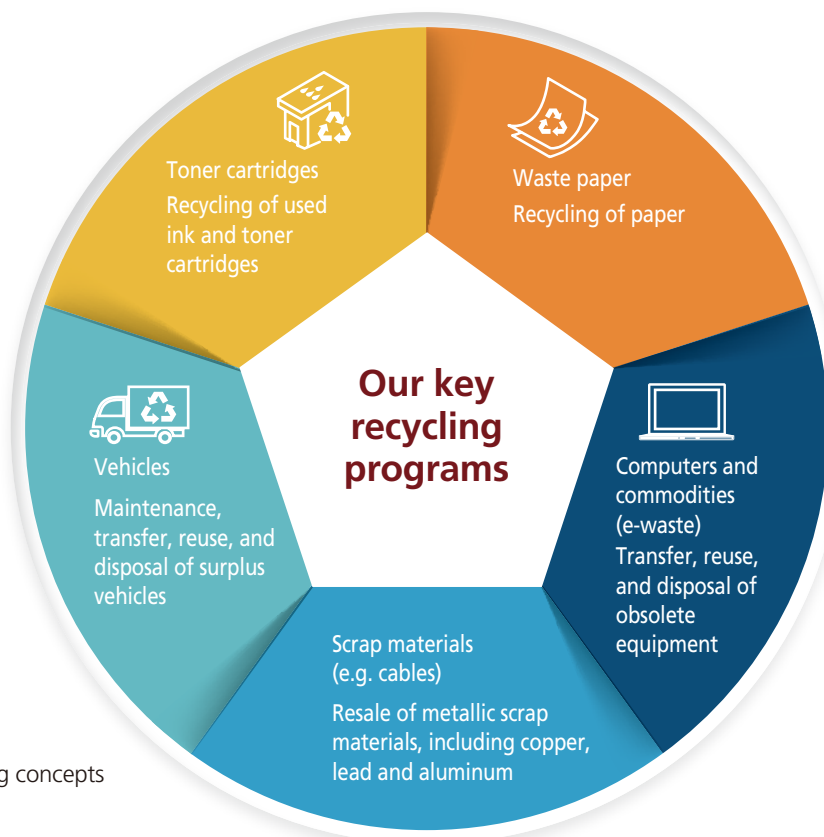 Toner cartridges
Recycling of used
ink and toner
cartridges
Waste paper
Recycling of paper
Our key
recycling
programs
Vehicles
Maintenance,
transfer, reuse, and
disposal of surplus
vehicles
Computers and
commodities
(e-waste)
Transfer, reuse,
and disposal of
obsolete
equipment
Scrap materials
(e.g. cables)
Resale of metallic scrap
materials, including copper,
lead and aluminum
g concepts